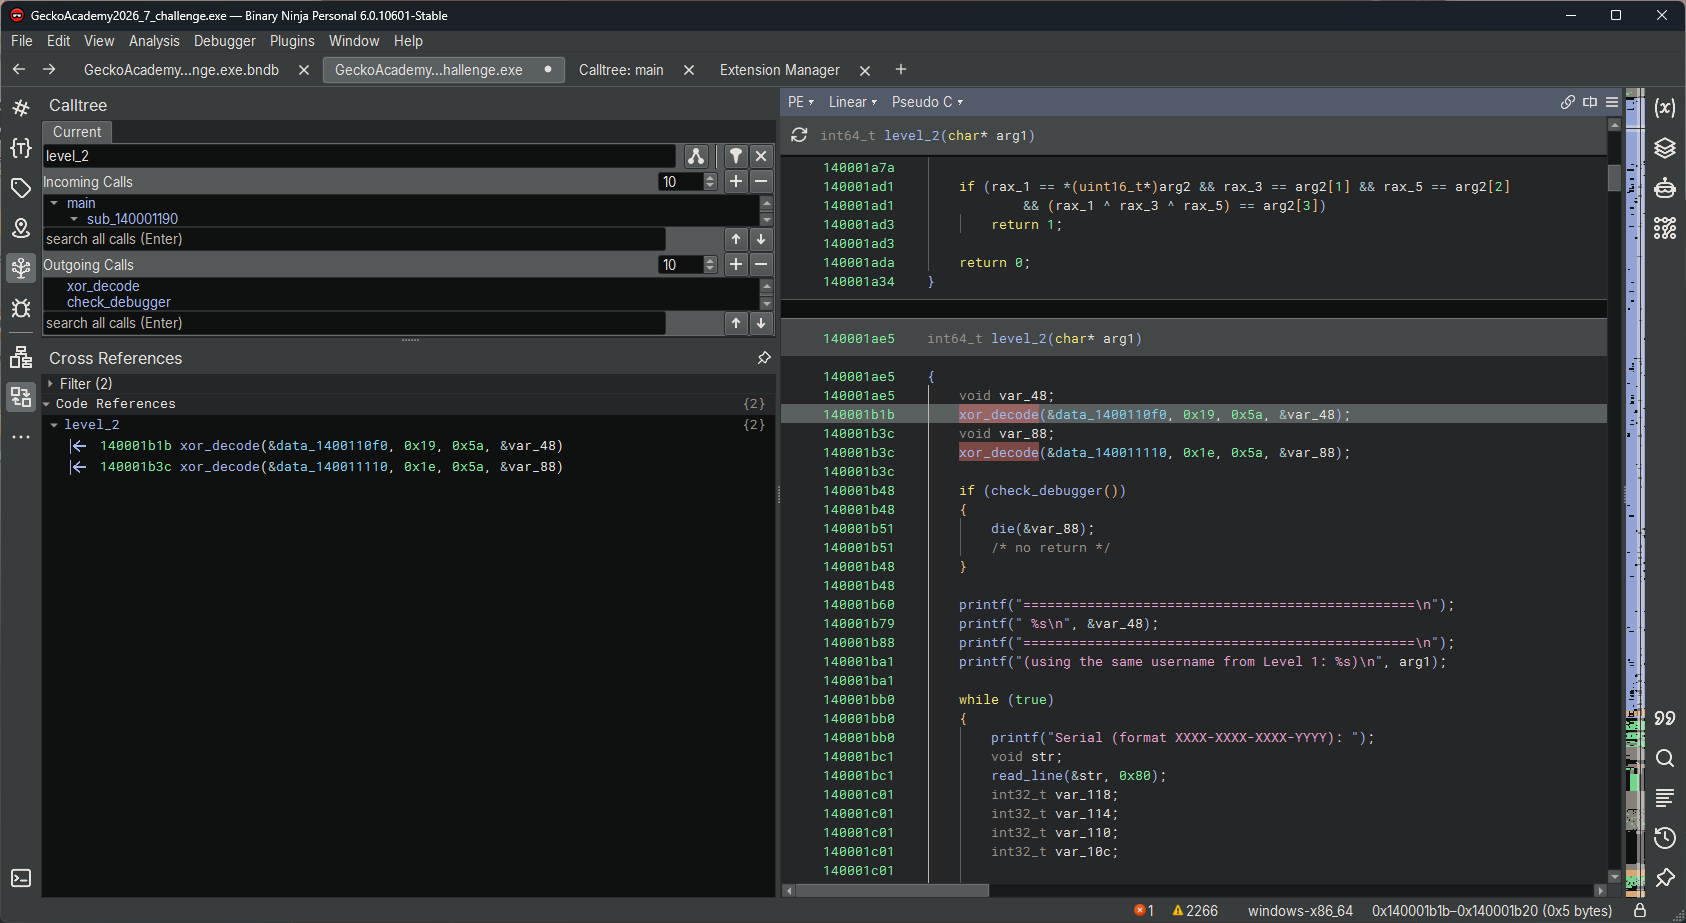 GeckoAcademy2026_7_challenge.exe — Binary Ninja Personal 6.0.10601-Stable
File Edit View Analysis Debugger Plugins Window Help
GeckoAcademy...nge.exe.bndb GeckoAcademy...hallenge.exe Calltree: main Extension Manager
Calltree
Current
level_2
Incoming Calls 10
main
sub_140001190
search all calls (Enter)
Outgoing Calls 10
xor_decode
check_debugger
search all calls (Enter)
Cross References
Filter (2)
Code References {2}
level_2 {2}
140001b1b xor_decode(&data_1400110f0, 0x19, 0x5a, &var_48)
140001b3c xor_decode(&data_140011110, 0x1e, 0x5a, &var_88)
PE Linear Pseudo C
int64_t level_2(char* arg1)
140001a7a
140001ad1 if (rax_1 == *(uint16_t*)arg2 && rax_3 == arg2[1] && rax_5 == arg2[2]
140001ad1 && (rax_1 ^ rax_3 ^ rax_5) == arg2[3])
140001ad3 return 1;
140001ad3
140001ada return 0;
140001a34 }
140001ae5 int64_t level_2(char* arg1)
140001ae5 {
140001ae5 void var_48;
140001b1b xor_decode(&data_1400110f0, 0x19, 0x5a, &var_48);
140001b3c void var_88;
140001b3c xor_decode(&data_140011110, 0x1e, 0x5a, &var_88);
140001b3c
140001b48 if (check_debugger())
140001b48 {
140001b51 die(&var_88);
140001b51 /* no return */
140001b48 }
140001b48
140001b60 printf("=================================================\n");
140001b79 printf(" %s\n", &var_48);
140001b88 printf("=================================================\n");
140001ba1 printf("(using the same username from Level 1: %s)\n", arg1);
140001ba1
140001bb0 while (true)
140001bb0 {
140001bb0 printf("Serial (format XXXX-XXXX-XXXX-YYYY): ");
140001bc1 void str;
140001bc1 read_line(&str, 0x80);
140001c01 int32_t var_118;
140001c01 int32_t var_114;
140001c01 int32_t var_110;
140001c01 int32_t var_10c;
140001c01
1 2266 windows-x86_64 0x140001b1b–0x140001b20 (0x5 bytes)